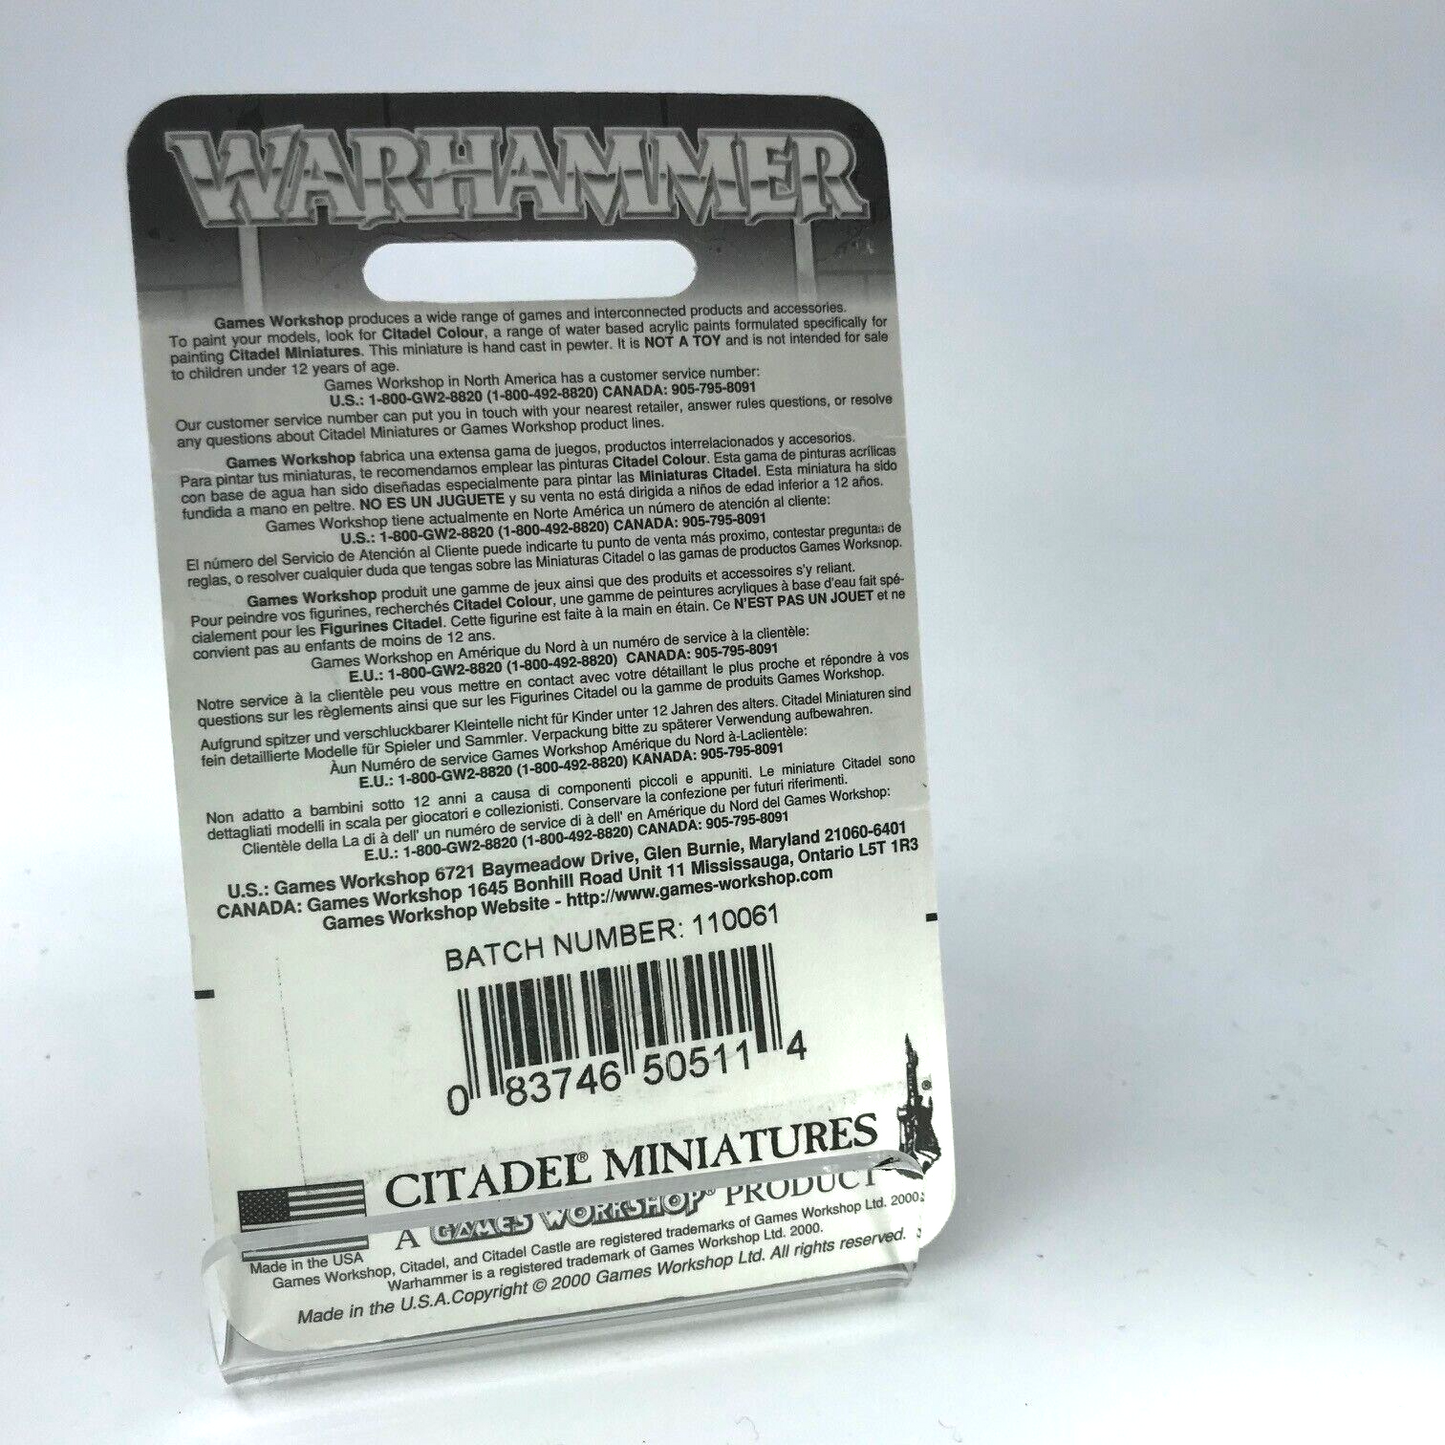 WARHAMMER
Games Workshop produces a wide range of games and interconnected products and accessories.
To paint your models, look for Citadel Colour, a range of water based acrylic paints formulated specifically for
painting Citadel Miniatures. This miniature is hand cast in pewter. It is NOT A TOY and is not intended for sale
to children under 12 years of age.
Games Workshop in North America has a customer service number:
U.S.: 1-800-GW2-8820 (1-800-492-8820) CANADA: 905-795-8091
Our customer service number can put you in touch with your nearest retailer, answer rules questions, or resolve
any questions about Citadel Miniatures or Games Workshop product lines.
Games Workshop fabrica una extensa gama de juegos, productos interrelacionados y accesorios.
Para pintar tus miniaturas, te recomendamos emplear las pinturas Citadel Colour. Esta gama de pinturas acrílicas
con base de agua han sido diseñadas especialmente para pintar las Miniaturas Citadel. Esta miniatura ha sido
fundida a mano en peltre. NO ES UN JUGUETE y su venta no está dirigida a niños de edad inferior a 12 años.
Games Workshop tiene actualmente en Norte América un número de atención al cliente:
U.S.: 1-800-GW2-8820 (1-800-492-8820) CANADA: 905-795-8091
El número del Servicio de Atención al Cliente puede indicarte tu punto de venta más proximo, contestar preguntas de
reglas, o resolver cualquier duda que tengas sobre las Miniaturas Citadel o las gamas de productos Games Workshop.
Games Workshop produit une gamme de jeux ainsi que des produits et accessoires s'y reliant.
Pour peindre vos figurines, recherchés Citadel Colour, une gamme de peintures acryliques à base d'eau fait spé-
cialement pour les Figurines Citadel. Cette figurine est faite à la main en étain. Ce N'EST PAS UN JOUET et ne
convient pas au enfants de moins de 12 ans.
Games Workshop en Amérique du Nord à un numéro de service à la clientèle:
E.U.: 1-800-GW2-8820 (1-800-492-8820) CANADA: 905-795-8091
Notre service à la clientèle peu vous mettre en contact avec votre détaillant le plus proche et répondre à vos
questions sur les règlements ainsi que sur les Figurines Citadel ou la gamme de produits Games Workshop.
Aufgrund spitzer und verschluckbarer Kleintelle nicht für Kinder unter 12 Jahren des alters. Citadel Miniaturen sind
fein detaillierte Modelle für Spieler und Sammler. Verpackung bitte zu späterer Verwendung aufbewahren.
Àun Numéro de service Games Workshop Amérique du Nord à-Laclientèle:
E.U.: 1-800-GW2-8820 (1-800-492-8820) KANADA: 905-795-8091
Non adatto a bambini sotto 12 anni a causa di componenti piccoli e appuniti. Le miniature Citadel sono
dettagliati modelli in scala per giocatori e collezionisti. Conservare la confezione per futuri riferimenti.
Clientèle della La di à dell' un numéro de service di à dell' en Amérique du Nord del Games Workshop:
E.U.: 1-800-GW2-8820 (1-800-492-8820) CANADA: 905-795-8091
U.S.: Games Workshop 6721 Baymeadow Drive, Glen Burnie, Maryland 21060-6401
CANADA: Games Workshop 1645 Bonhill Road Unit 11 Mississauga, Ontario L5T 1R3
Games Workshop Website - http://www.games-workshop.com
BATCH NUMBER: 110061
0 83746 50511 4
CITADEL® MINIATURES ®
A GAMES WORKSHOP® PRODUCT
Made in the USA
Games Workshop, Citadel, and Citadel Castle are registered trademarks of Games Workshop Ltd. 2000.
Warhammer is a registered trademark of Games Workshop Ltd. 2000.
Made in the U.S.A.Copyright © 2000 Games Workshop Ltd. All rights reserved.